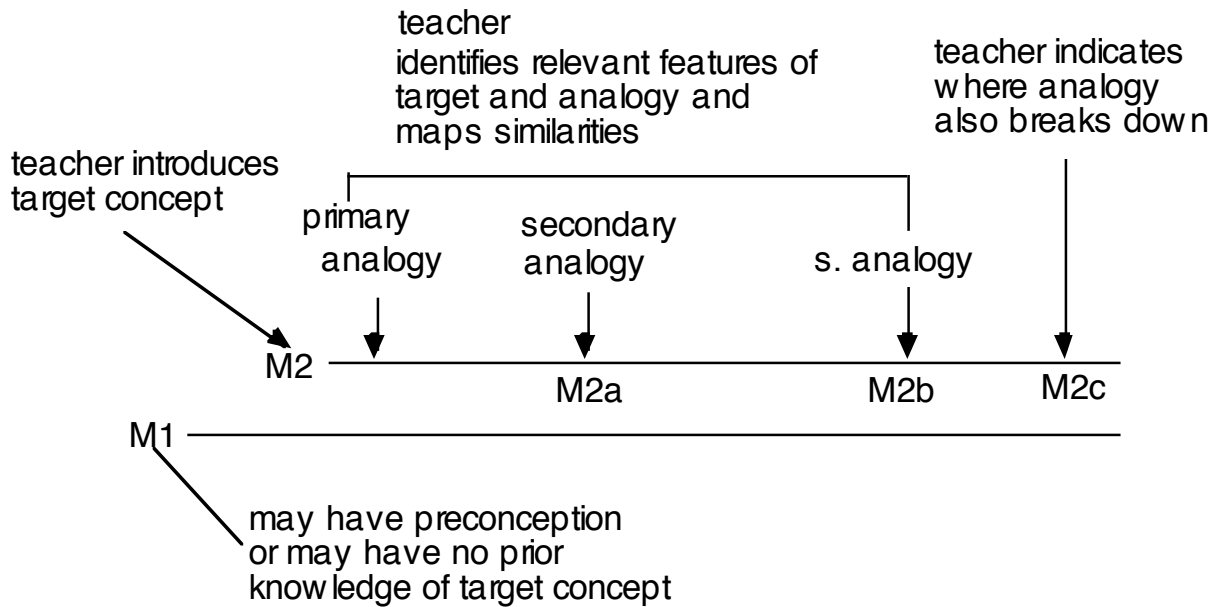 teacher
identifies relevant features of
target and analogy and
maps similarities
teacher indicates
where analogy
also breaks down
teacher introduces
target concept
primary
analogy
secondary
analogy
s. analogy
M2
M2a
M2b
M2c
M1
may have preconception
or may have no prior
knowledge of target concept